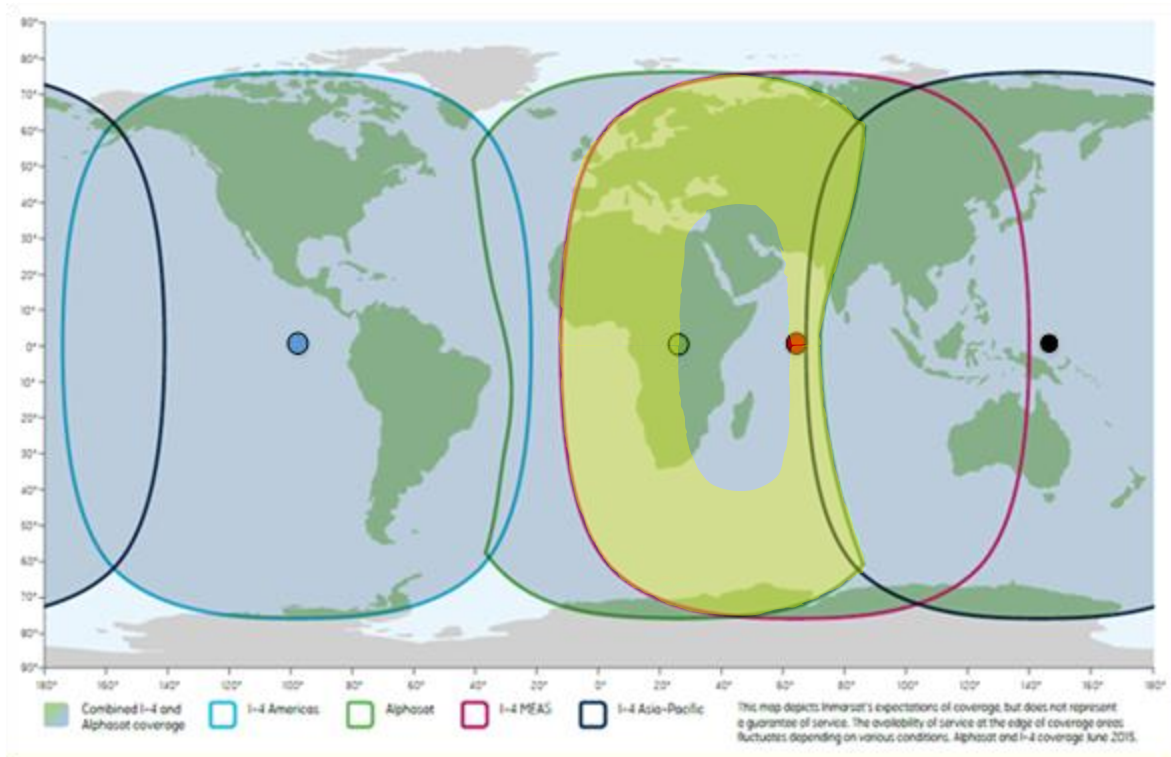 90°
80°
70°
60°
50°
40°
30°
20°
10°
0°
10°
20°
30°
40°
50°
60°
70°
80°
90°
180° 160° 140° 120° 100° 80° 60° 40° 20° 0° 20° 40° 60° 80° 100° 120° 140° 160° 180°
Combined I-4 and
Alphasat coverage
I-4 Americas
Alphasat
I-4 MEAS
I-4 Asia-Pacific
This map depicts Inmarsat's expectations of coverage, but does not represent
a guarantee of service. The availability of service at the edge of coverage areas
fluctuates depending on various conditions. Alphasat and I-4 coverage June 2015.